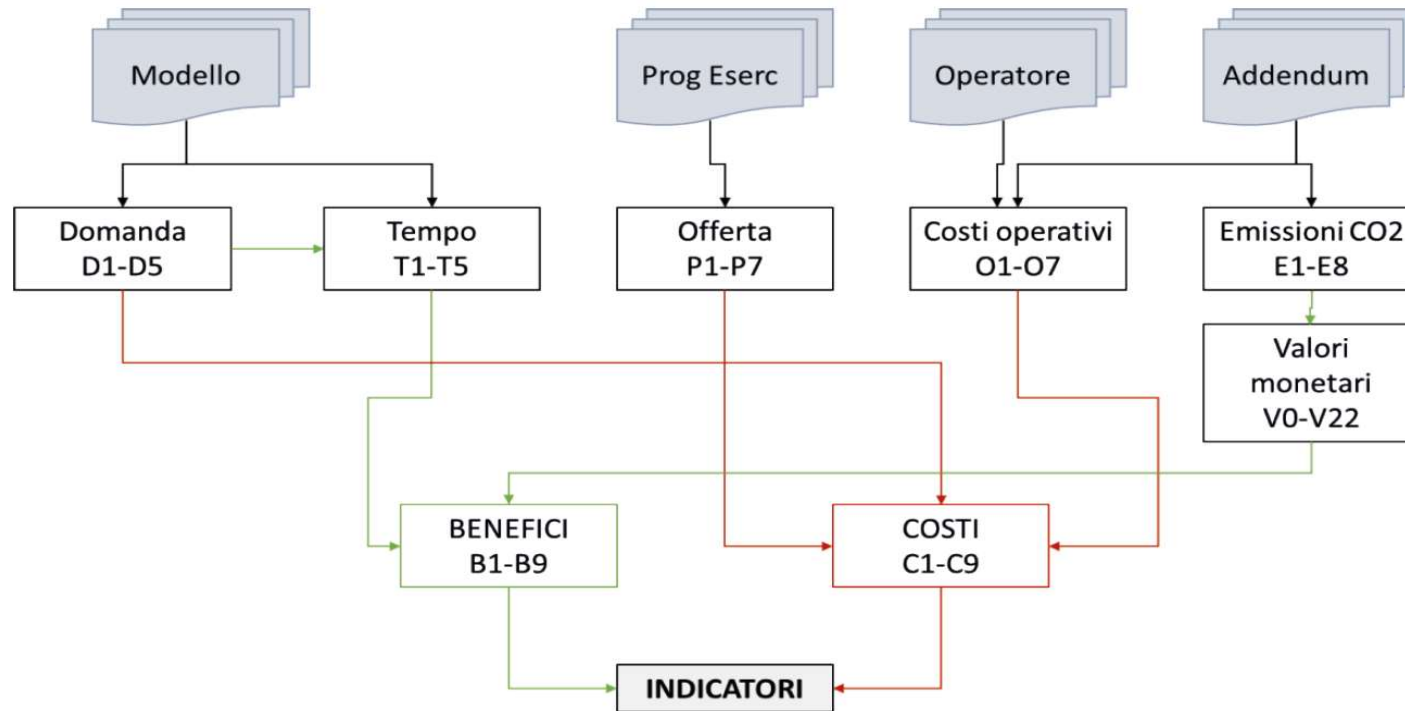 Modello
Prog Eserc
Operatore
Addendum
Domanda
D1-D5
Tempo
T1-T5
Offerta
P1-P7
Costi operativi
O1-O7
Emissioni CO2
E1-E8
Valori
monetari
V0-V22
BENEFICI
B1-B9
COSTI
C1-C9
INDICATORI